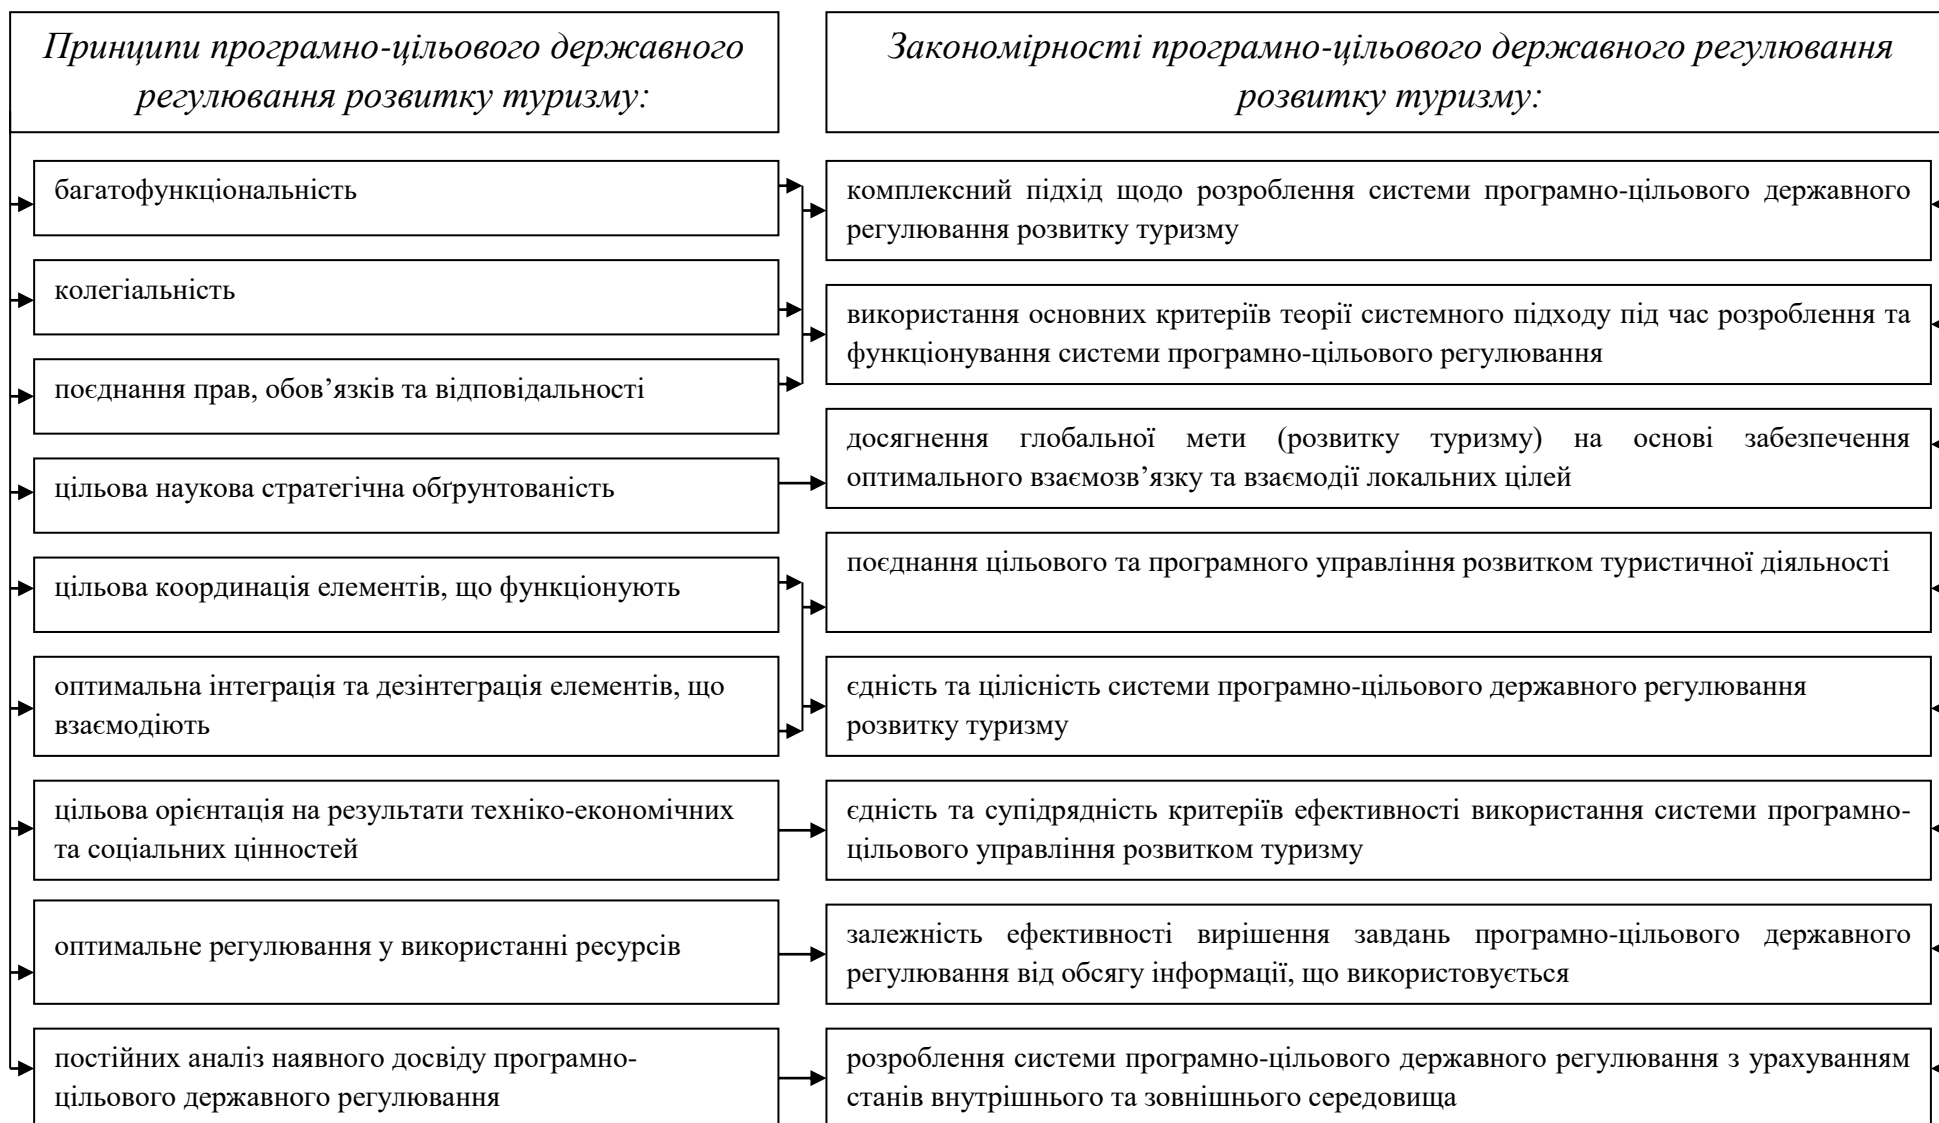 Принципи програмно-цільового державного
регулювання розвитку туризму:
багатофункціональність
колегіальність
поєднання прав, обов’язків та відповідальності
цільова наукова стратегічна обґрунтованість
цільова координація елементів, що функціонують
оптимальна інтеграція та дезінтеграція елементів, що
взаємодіють
цільова орієнтація на результати техніко-економічних
та соціальних цінностей
оптимальне регулювання у використанні ресурсів
постійних аналіз наявного досвіду програмно-
цільового державного регулювання
Закономірності програмно-цільового державного регулювання
розвитку туризму:
комплексний підхід щодо розроблення системи програмно-цільового державного
регулювання розвитку туризму
використання основних критеріїв теорії системного підходу під час розроблення та
функціонування системи програмно-цільового регулювання
досягнення глобальної мети (розвитку туризму) на основі забезпечення
оптимального взаємозв’язку та взаємодії локальних цілей
поєднання цільового та програмного управління розвитком туристичної діяльності
єдність та цілісність системи програмно-цільового державного регулювання
розвитку туризму
єдність та супідрядність критеріїв ефективності використання системи програмно-
цільового управління розвитком туризму
залежність ефективності вирішення завдань програмно-цільового державного
регулювання від обсягу інформації, що використовується
розроблення системи програмно-цільового державного регулювання з урахуванням
станів внутрішнього та зовнішнього середовища